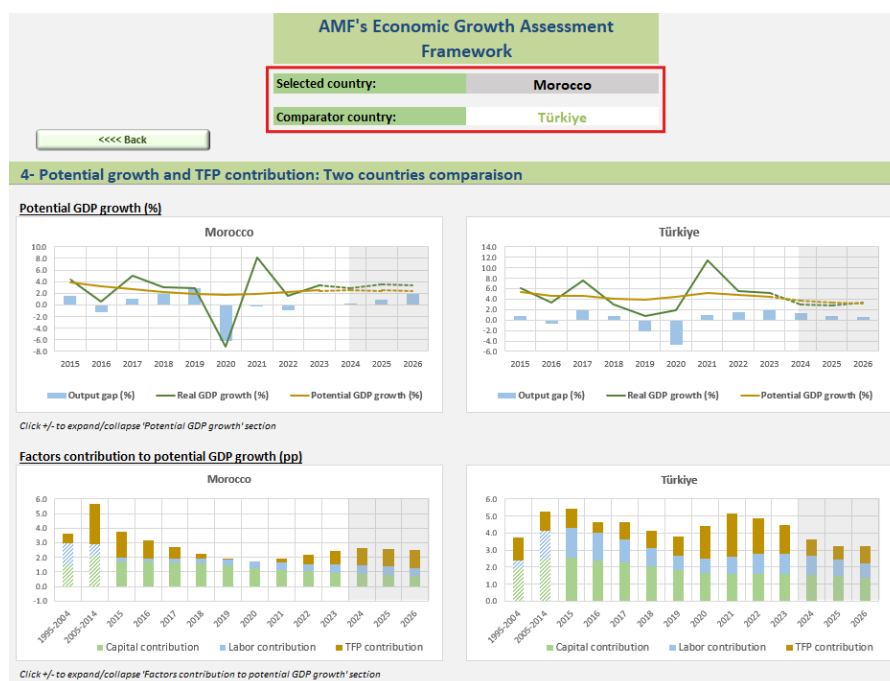 AMF's Economic Growth Assessment
Framework
Selected country: Morocco
Comparator country: Türkiye
<<<< Back
4- Potential growth and TFP contribution: Two countries comparaison
Potential GDP growth (%)
Morocco
10.0
8.0
6.0
4.0
2.0
0.0
-2.0
-4.0
-6.0
-8.0
2015 2016 2017 2018 2019 2020 2021 2022 2023 2024 2025 2026
Output gap (%) Real GDP growth (%) Potential GDP growth (%)
Türkiye
14.0
12.0
10.0
8.0
6.0
4.0
2.0
0.0
-2.0
-4.0
-6.0
2015 2016 2017 2018 2019 2020 2021 2022 2023 2024 2025 2026
Output gap (%) Real GDP growth (%) Potential GDP growth (%)
Click +/- to expand/collapse 'Potential GDP growth' section
Factors contribution to potential GDP growth (pp)
Morocco
6.0
5.0
4.0
3.0
2.0
1.0
0.0
-1.0
1995-2004 2005-2014 2015 2016 2017 2018 2019 2020 2021 2022 2023 2024 2025 2026
Capital contribution Labor contribution TFP contribution
Türkiye
6.0
5.0
4.0
3.0
2.0
1.0
0.0
1995-2004 2005-2014 2015 2016 2017 2018 2019 2020 2021 2022 2023 2024 2025 2026
Capital contribution Labor contribution TFP contribution
Click +/- to expand/collapse 'Factors contribution to potential GDP growth' section